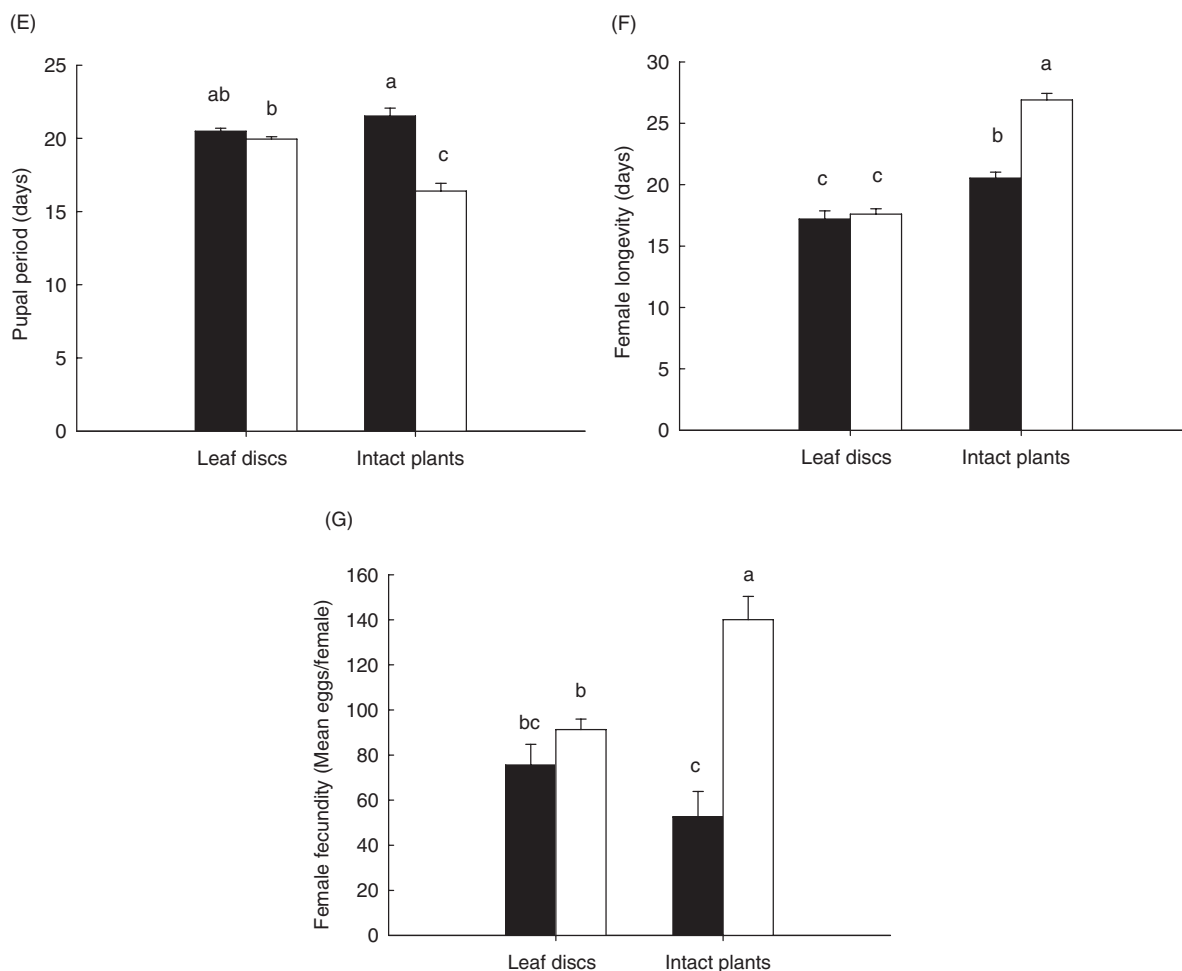 (E)
Pupal period (days)
25
20
15
10
5
0
ab
b
a
c
Leaf discs
Intact plants
(F)
Female longevity (days)
30
25
20
15
10
5
0
c
c
b
a
Leaf discs
Intact plants
(G)
Female fecundity (Mean eggs/female)
160
140
120
100
80
60
40
20
0
bc
b
c
a
Leaf discs
Intact plants